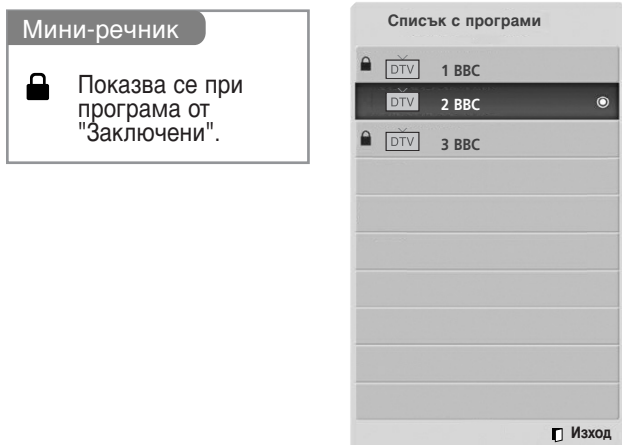 Мини-речник
Показва се при
програма от
"Заключени".
Списък с програми
DTV 1 BBC
DTV 2 BBC
DTV 3 BBC
Изход